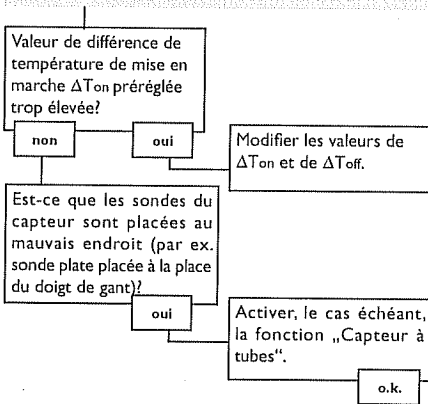 Valeur de différence de
température de mise en
marche ΔTon préréglée
trop élevée?
non
oui
Modifier les valeurs de
ΔTon et de ΔToff.
Est-ce que les sondes du
capteur sont placées au
mauvais endroit (par ex.
sonde plate placée à la place
du doigt de gant)?
oui
Activer, le cas échéant,
la fonction „Capteur à
tubes“.
o.k.